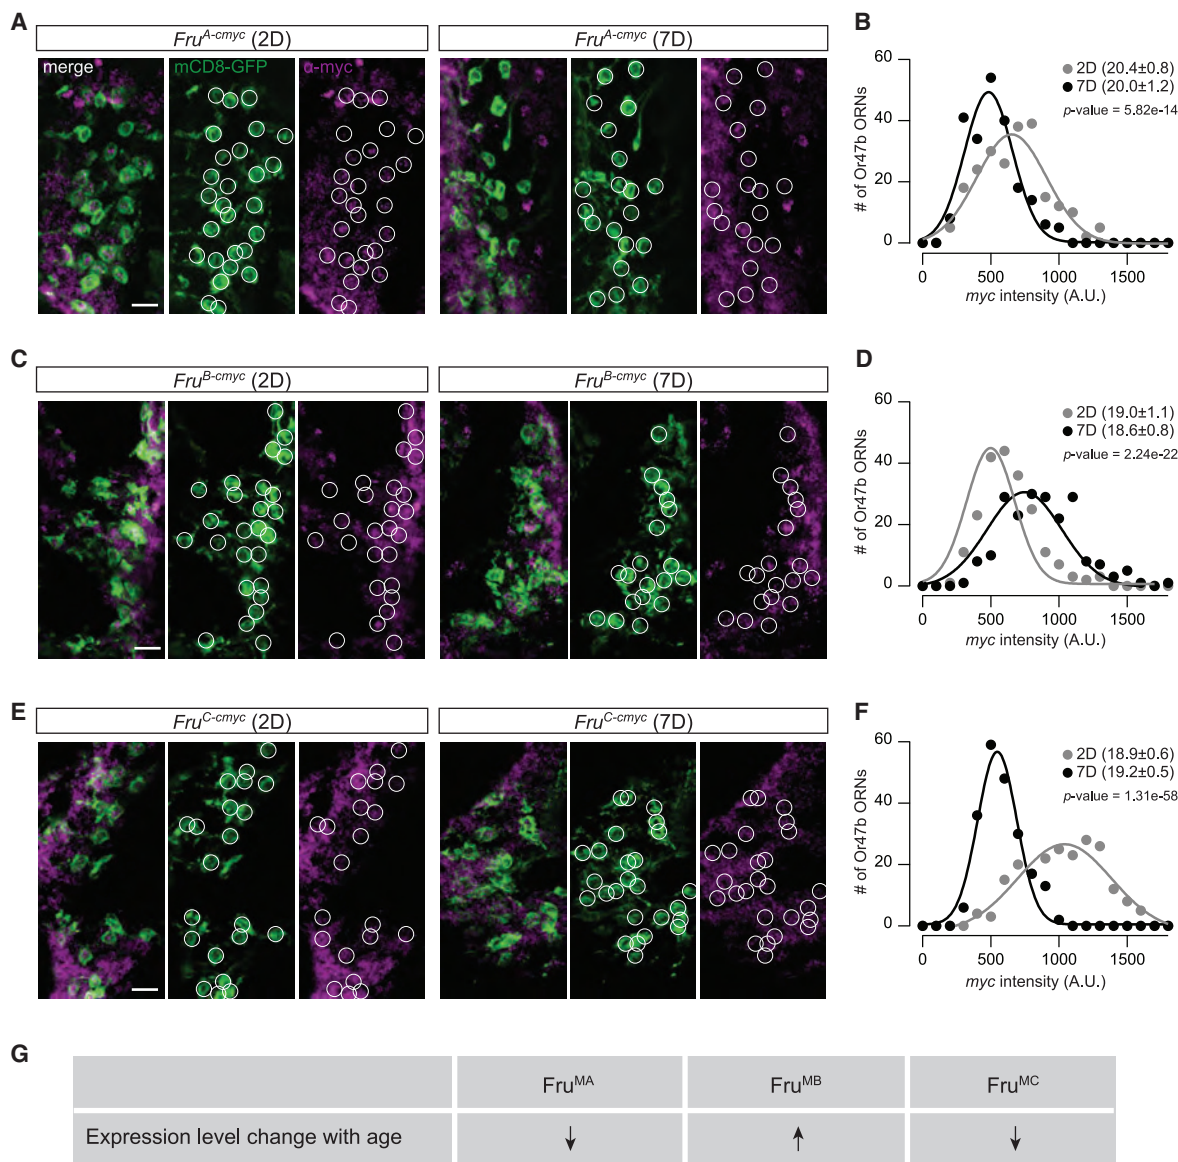 A
Fru^A-cmyc (2D)
Fru^A-cmyc (7D)
merge
mCD8-GFP
α-myc
B
60
40
20
0
# of Or47b ORNs
2D (20.4±0.8)
7D (20.0±1.2)
p-value = 5.82e-14
0 500 1000 1500
myc intensity (A.U.)
C
Fru^B-cmyc (2D)
Fru^B-cmyc (7D)
D
60
40
20
0
# of Or47b ORNs
2D (19.0±1.1)
7D (18.6±0.8)
p-value = 2.24e-22
0 500 1000 1500
myc intensity (A.U.)
E
Fru^C-cmyc (2D)
Fru^C-cmyc (7D)
F
60
40
20
0
# of Or47b ORNs
2D (18.9±0.6)
7D (19.2±0.5)
p-value = 1.31e-58
0 500 1000 1500
myc intensity (A.U.)
G
Fru^MA Fru^MB Fru^MC
Expression level change with age ↓ ↑ ↓